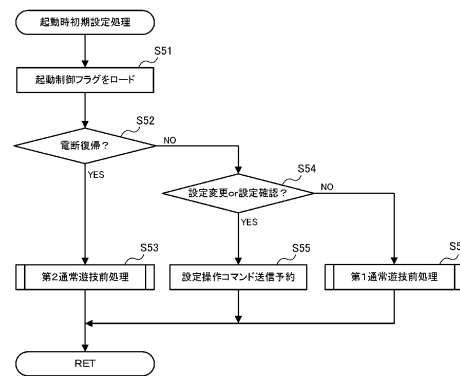 起動時初期設定処理
S51
起動制御フラグをロード
S52
電断復帰？
NO
YES
S54
設定変更or設定確認？
NO
YES
S53
第2通常遊技前処理
S55
設定操作コマンド送信予約
第1通常遊技前処理
RET